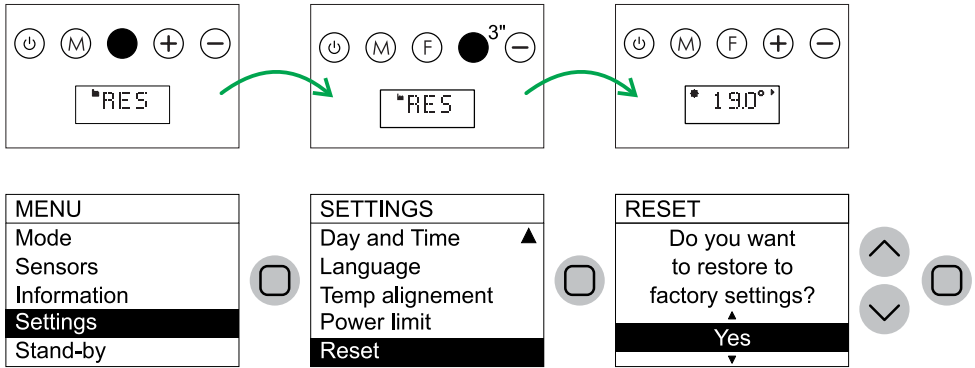 M
RES
M F 3"
RES
M F
19.0°
MENU
Mode
Sensors
Information
Settings
Stand-by
SETTINGS
Day and Time
Language
Temp alignement
Power limit
Reset
RESET
Do you want
to restore to
factory settings?
Yes